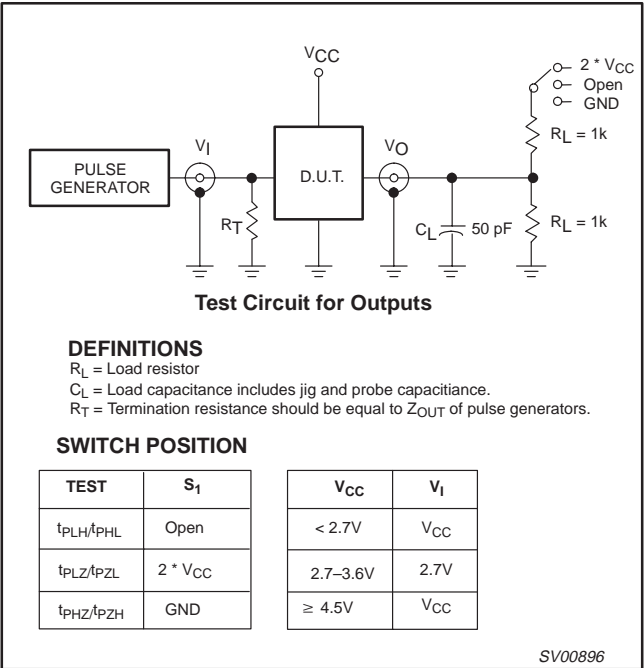 VCC
2 * VCC
Open
GND
RL = 1k
PULSE
GENERATOR
VI
D.U.T.
VO
RT
CL
50 pF
RL = 1k
Test Circuit for Outputs
DEFINITIONS
RL = Load resistor
CL = Load capacitance includes jig and probe capacitiance.
RT = Termination resistance should be equal to ZOUT of pulse generators.
SWITCH POSITION
TEST S1
tPLH/tPHL Open
tPLZ/tPZL 2 * VCC
tPHZ/tPZH GND
VCC VI
< 2.7V VCC
2.7–3.6V 2.7V
≥ 4.5V VCC
SV00896